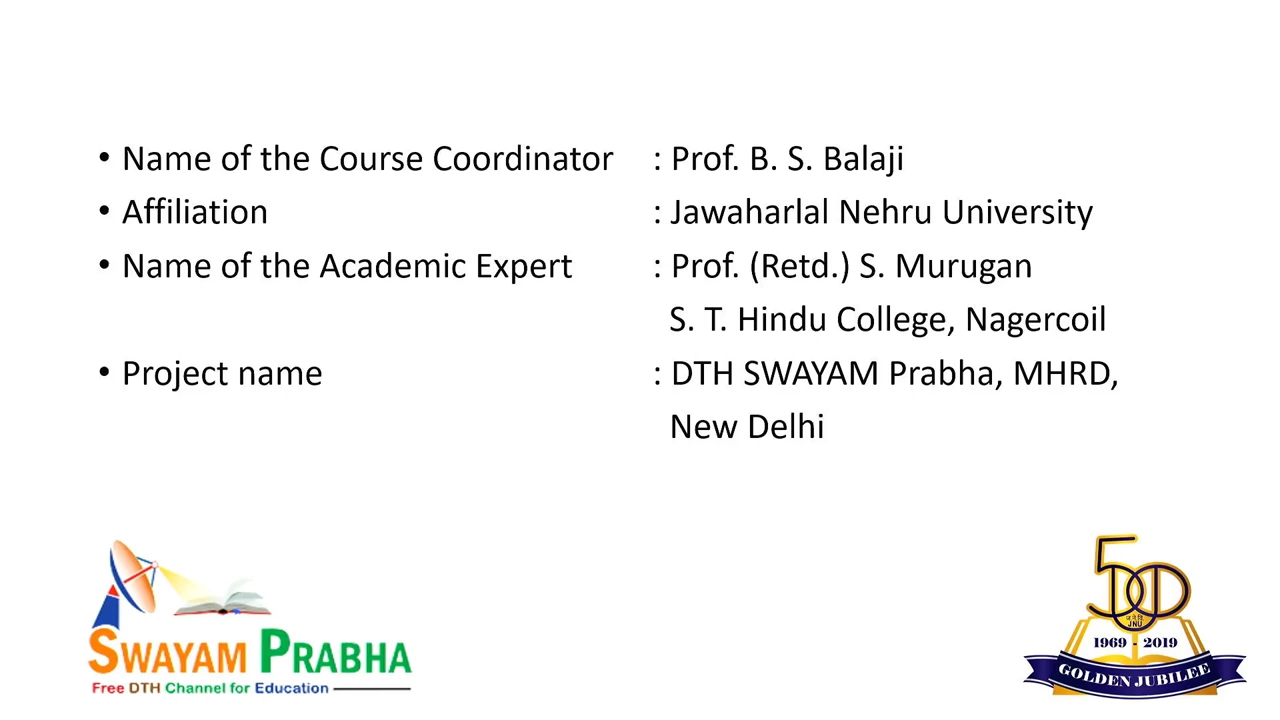 • Name of the Course Coordinator : Prof. B. S. Balaji
• Affiliation : Jawaharlal Nehru University
• Name of the Academic Expert : Prof. (Retd.) S. Murugan
S. T. Hindu College, Nagercoil
• Project name : DTH SWAYAM Prabha, MHRD,
New Delhi
SWAYAM PRABHA
Free DTH Channel for Education
50
JNU
1969 - 2019
GOLDEN JUBILEE